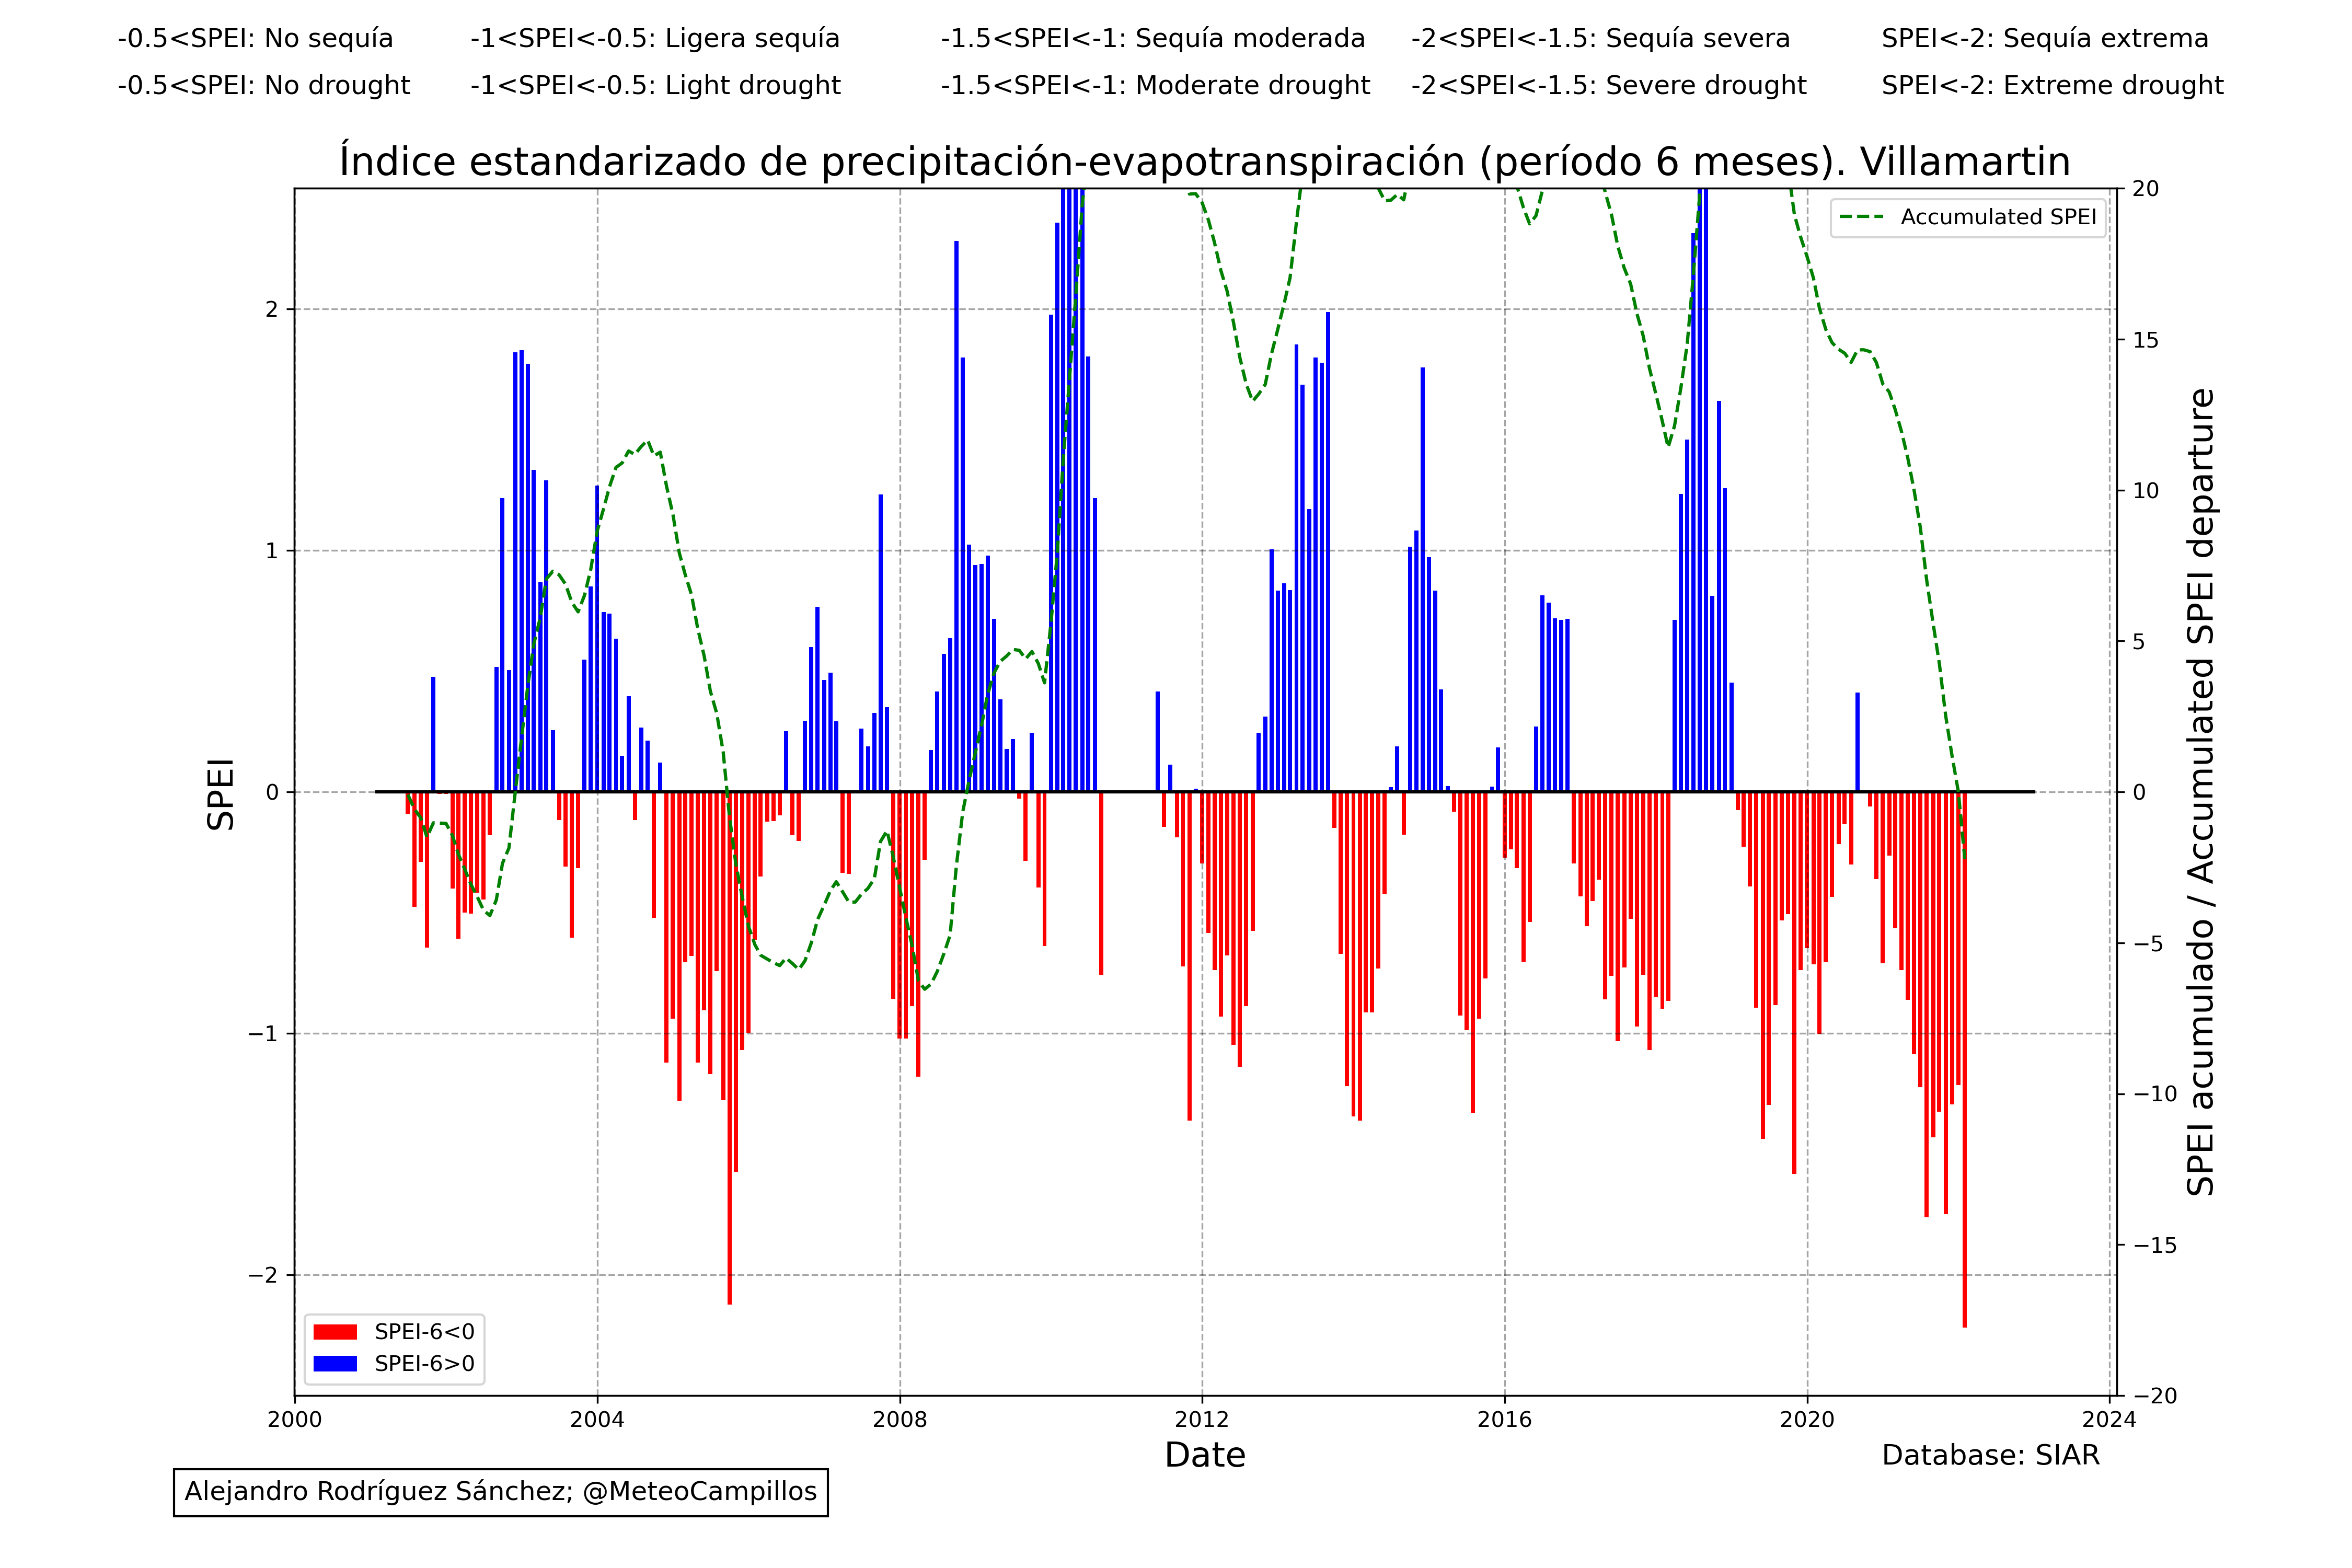 -0.5<SPEI: No sequía -1<SPEI<-0.5: Ligera sequía -1.5<SPEI<-1: Sequía moderada -2<SPEI<-1.5: Sequía severa SPEI<-2: Sequía extrema
-0.5<SPEI: No drought -1<SPEI<-0.5: Light drought -1.5<SPEI<-1: Moderate drought -2<SPEI<-1.5: Severe drought SPEI<-2: Extreme drought
Índice estandarizado de precipitación-evapotranspiración (período 6 meses). Villamartin
Accumulated SPEI
SPEI
2
1
0
−1
−2
20
15
10
5
0
−5
−10
−15
−20
SPEI acumulado / Accumulated SPEI departure
SPEI-6<0
SPEI-6>0
2000 2004 2008 2012 2016 2020 2024
Date
Database: SIAR
Alejandro Rodríguez Sánchez; @MeteoCampillos